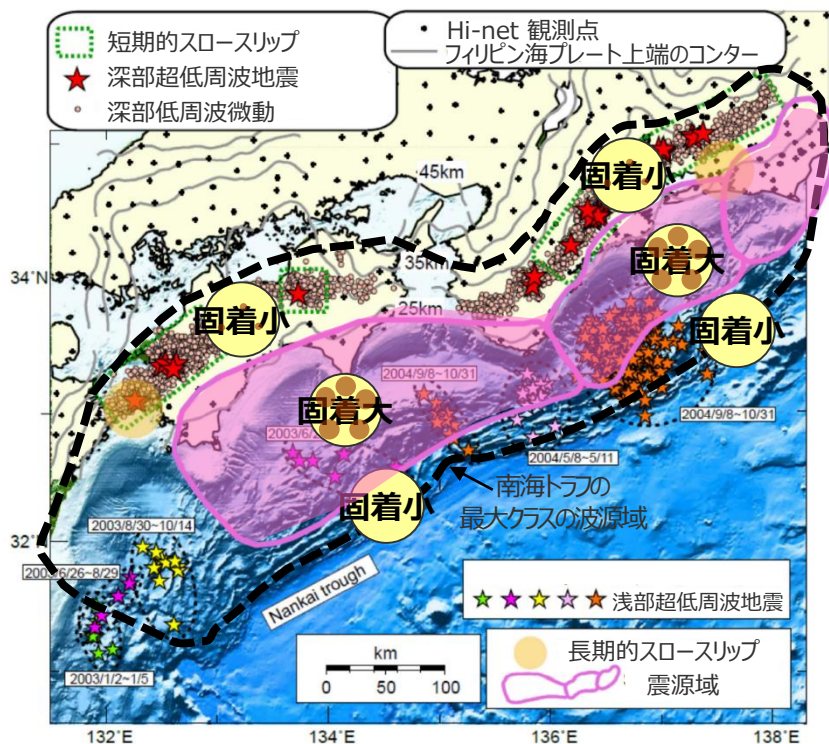 短期的スロースリップ
深部超低周波地震
深部低周波微動
Hi-net 観測点
フィリピン海プレート上端のコンター
45km
固着小
34°N
35km
固着大
25km
固着小
固着小
2004/9/8~10/31
固着大
2004/9/8~10/31
2003/6/2
2004/5/8~5/11
固着小
南海トラフの
最大クラスの波源域
2003/8/30~10/14
32°
2003/6/26~8/29
Nankai trough
浅部超低周波地震
km
0 50 100
長期的スロースリップ
震源域
2003/1/2~1/5
132°E 134°E 136°E 138°E